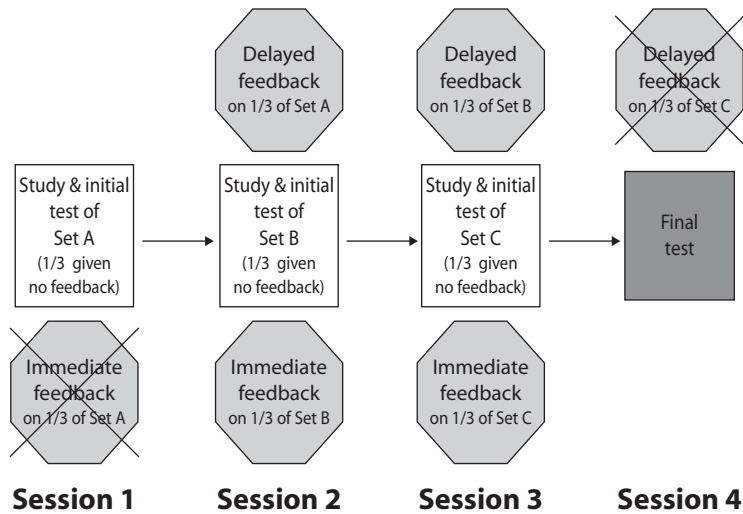 Delayed
feedback
on 1/3 of Set A
Delayed
feedback
on 1/3 of Set B
Delayed
feedback
on 1/3 of Set C
Study & initial
test of
Set A
(1/3 given
no feedback)
Study & initial
test of
Set B
(1/3 given
no feedback)
Study & initial
test of
Set C
(1/3 given
no feedback)
Final
test
Immediate
feedback
on 1/3 of Set A
Immediate
feedback
on 1/3 of Set B
Immediate
feedback
on 1/3 of Set C
Session 1
Session 2
Session 3
Session 4